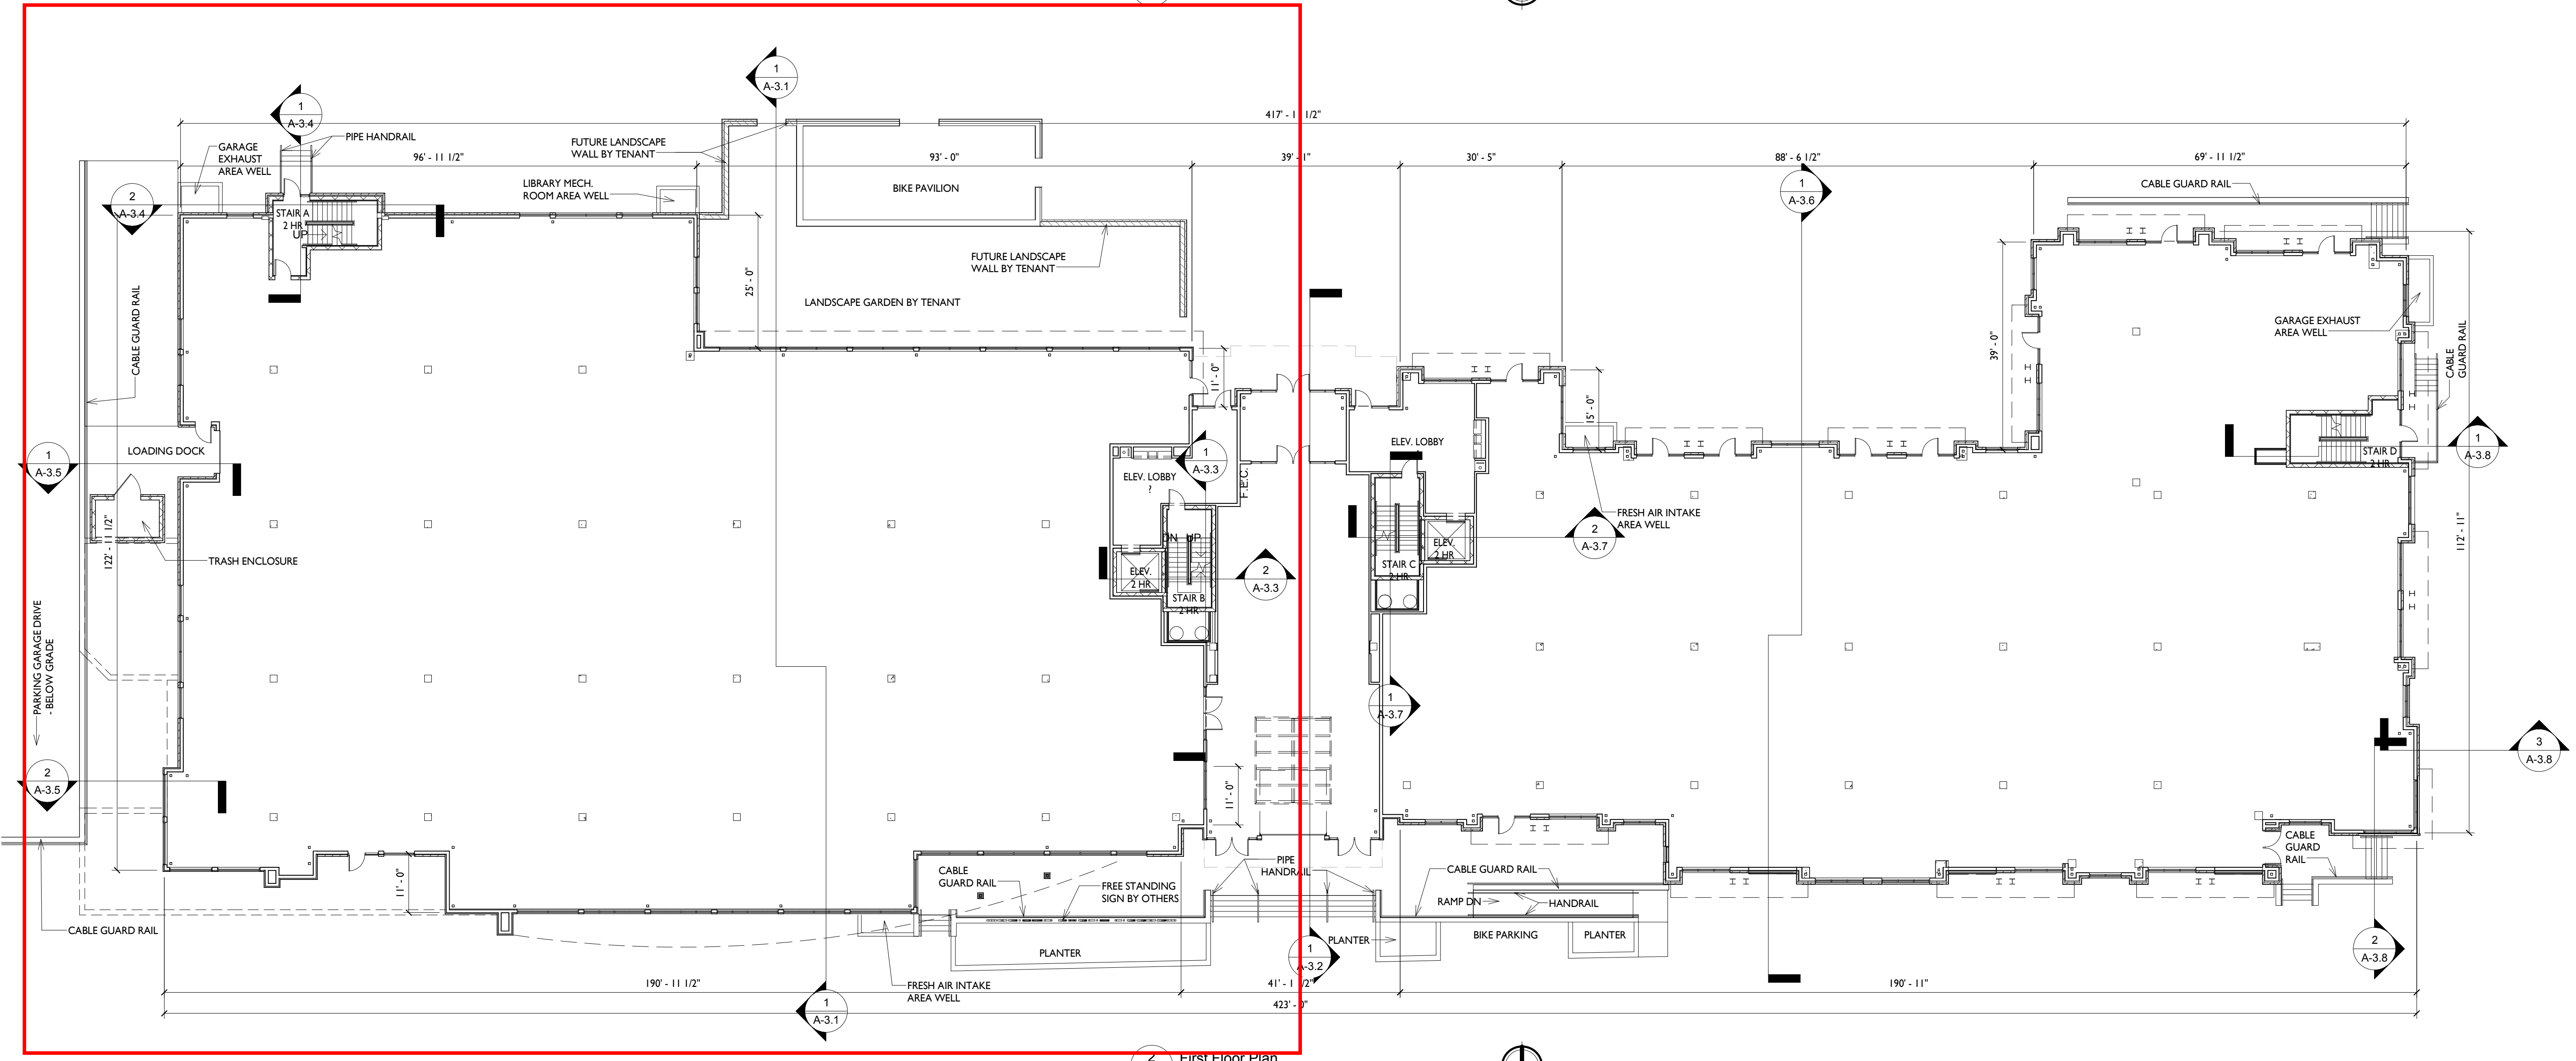 1
A-3.1
1
A-3.4
PIPE HANDRAIL
GARAGE
EXHAUST
AREA WELL
96' - 11 1/2"
FUTURE LANDSCAPE
WALL BY TENANT
93' - 0"
39' - 1"
30' - 5"
88' - 6 1/2"
69' - 11 1/2"
LIBRARY MECH.
ROOM AREA WELL
BIKE PAVILION
CABLE GUARD RAIL
1
A-3.6
2
A-3.4
STAIR A
2 HR
UP
FUTURE LANDSCAPE
WALL BY TENANT
25' - 0"
LANDSCAPE GARDEN BY TENANT
CABLE GUARD RAIL
GARAGE EXHAUST
AREA WELL
39' - 0"
CABLE
GUARD RAIL
11' - 0"
15' - 0"
LOADING DOCK
1
A-3.5
1
A-3.3
ELEV. LOBBY
?
F.E.C.
ELEV. LOBBY
STAIR D
2 HR
1
A-3.8
122' - 11 1/2"
TRASH ENCLOSURE
DN UP
ELEV.
2 HR
STAIR B
2 HR
2
A-3.3
ELEV.
2 HR
STAIR C
2 HR
2
A-3.7
FRESH AIR INTAKE
AREA WELL
112' - 11"
PARKING GARAGE DRIVE
- BELOW GRADE
1
A-3.7
3
A-3.8
2
A-3.5
11' - 0"
11' - 0"
CABLE
GUARD RAIL
FREE STANDING
SIGN BY OTHERS
PIPE
HANDRAIL
CABLE GUARD RAIL
RAMP DN
HANDRAIL
CABLE
GUARD
RAIL
CABLE GUARD RAIL
PLANTER
PLANTER
BIKE PARKING
PLANTER
1
A-3.2
2
A-3.8
190' - 11 1/2"
FRESH AIR INTAKE
AREA WELL
190' - 11"
1
A-3.1
423' - 0"
2
First Floor Plan